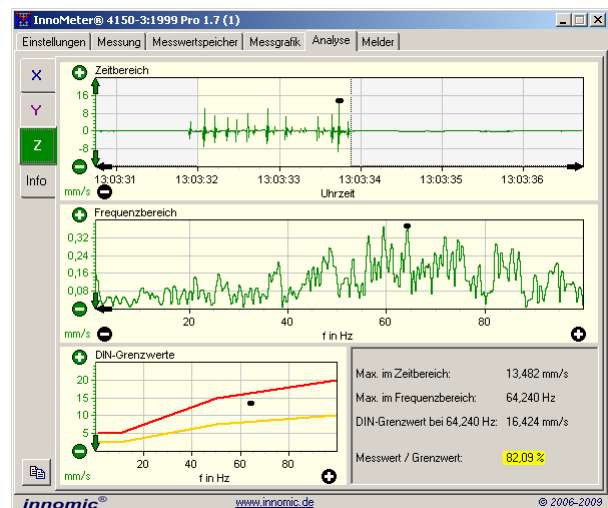 InnoMeter® 4150-3:1999 Pro 1.7 (1)
Einstellungen Messung Messwertspeicher Messgrafik Analyse Melder
X
Y
Z
Info
Zeitbereich
16
8
0
-8
13:03:31 13:03:32 13:03:33 13:03:34 13:03:35 13:03:36
mm/s Uhrzeit
Frequenzbereich
0,32
0,24
0,16
0,08
20 40 60 80
mm/s f in Hz
DIN-Grenzwerte
20
15
10
5
20 40 60 80
mm/s f in Hz
Max. im Zeitbereich: 13,482 mm/s
Max. im Frequenzbereich: 64,240 Hz
DIN-Grenzwert bei 64,240 Hz: 16,424 mm/s
Messwert / Grenzwert: 82,09 %
innomic® www.innomic.de © 2006-2009